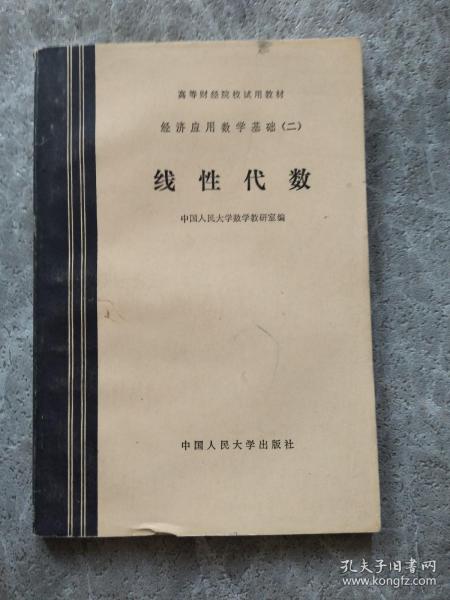 高等财经院校试用教材
经济应用数学基础(二)
线性代数
中国人民大学数学教研室编
中国人民大学出版社
孔夫子旧书网
www.kongfz.com